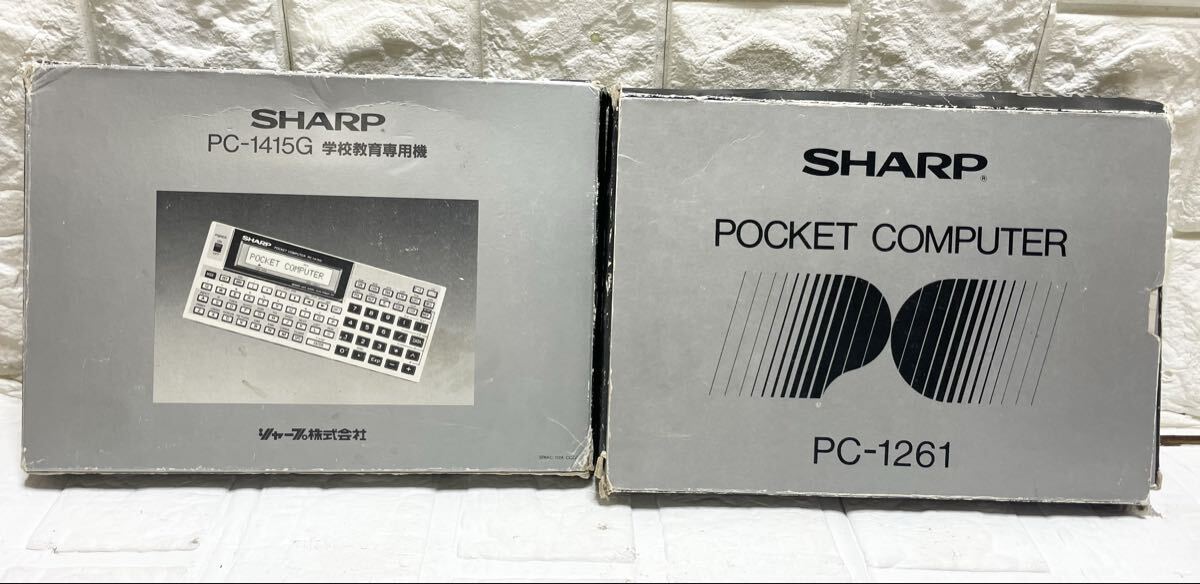 SHARP
PC-1415G 学校教育専用機
SHARP
POCKET COMPUTER
POCKET COMPUTER
シャープ株式会社
SHARP®
POCKET COMPUTER
PC-1261